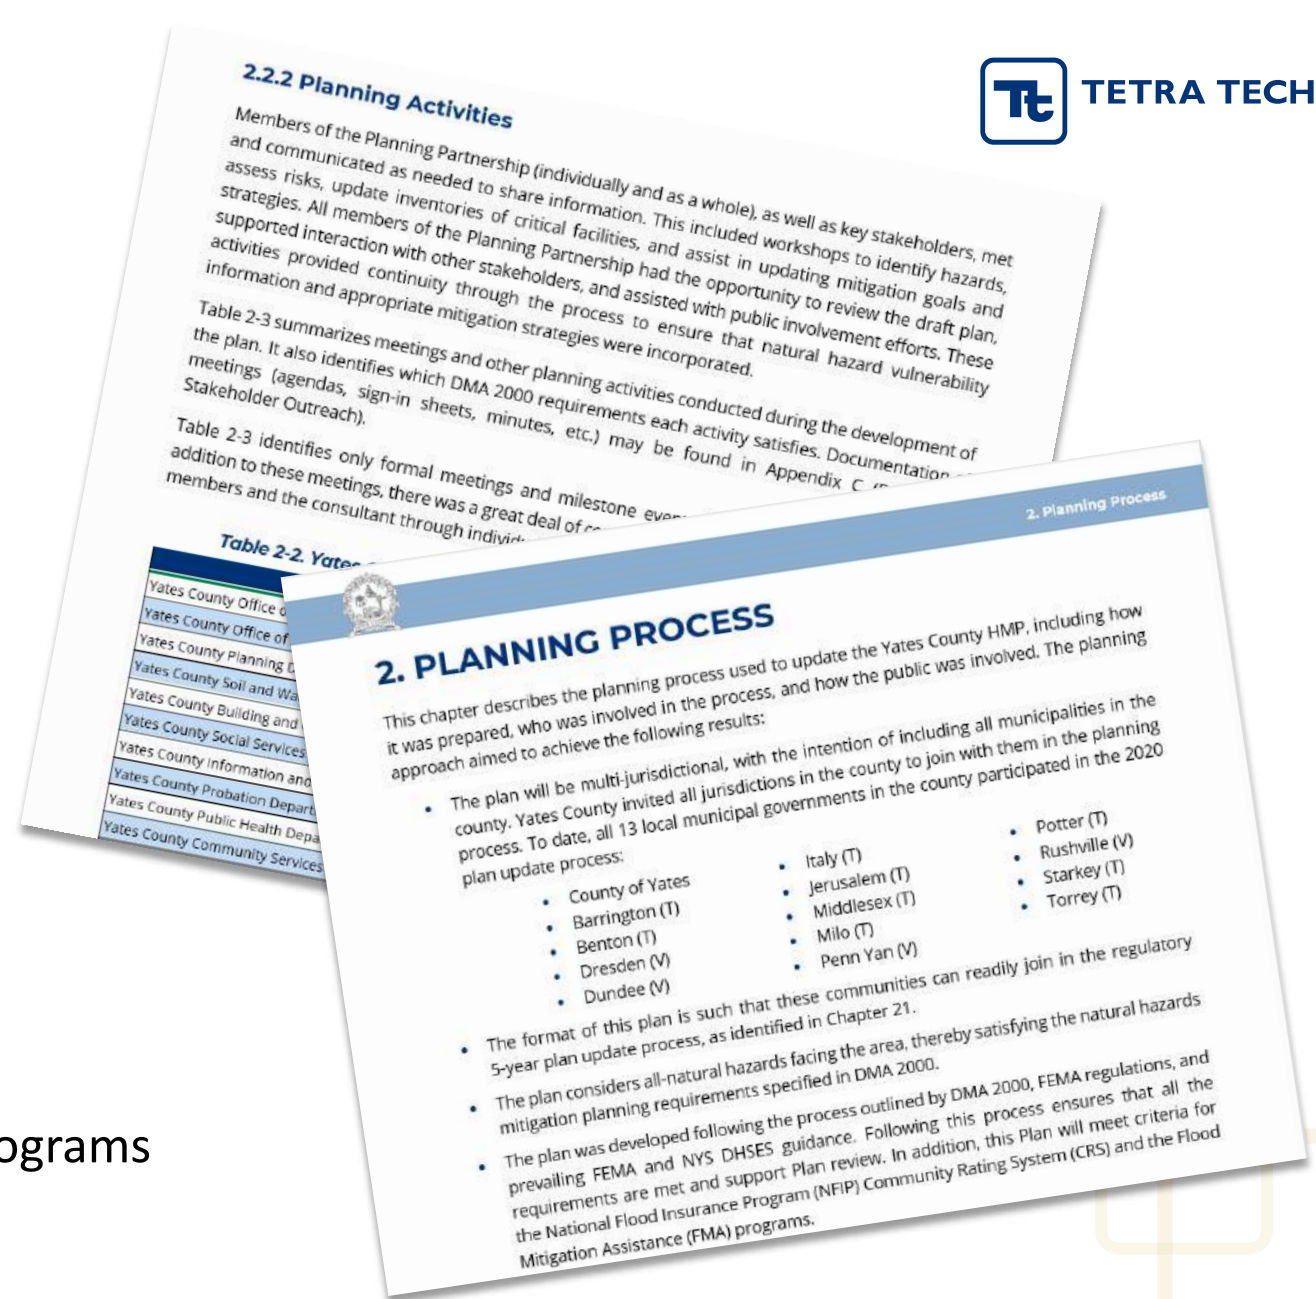 TETRA TECH
2.2.2 Planning Activities
Members of the Planning Partnership (individually and as a whole), as well as key stakeholders, met
and communicated as needed to share information. This included workshops to identify hazards,
assess risks, update inventories of critical facilities, and assist in updating mitigation goals and
strategies. All members of the Planning Partnership had the opportunity to review the draft plan,
supported interaction with other stakeholders, and assisted with public involvement efforts. These
activities provided continuity through the process to ensure that natural hazard vulnerability
information and appropriate mitigation strategies were incorporated.
Table 2-3 summarizes meetings and other planning activities conducted during the development of
the plan. It also identifies which DMA 2000 requirements each activity satisfies. Documentation
meetings (agendas, sign-in sheets, minutes, etc.) may be found in Appendix C
Stakeholder Outreach).
Table 2-3 identifies only formal meetings and milestone
addition to these meetings, there was a great deal of
members and the consultant through
Table 2-2. Yates
Yates County Office
Yates County Office of
Yates County Planning
Yates County Soil and
Yates County Building and
Yates County Social Services
Yates County Information and
Yates County Probation
Yates County Public Health
Yates County Community Services
2. Planning Process
2. PLANNING PROCESS
This chapter describes the planning process used to update the Yates County HMP, including how
it was prepared, who was involved in the process, and how the public was involved. The planning
approach aimed to achieve the following results:
• The plan will be multi-jurisdictional, with the intention of including all municipalities in the
county. Yates County invited all jurisdictions in the county to join with them in the planning
process. To date, all 13 local municipal governments in the county participated in the 2020
plan update process:
• County of Yates
• Barrington (T)
• Benton (T)
• Dresden (V)
• Dundee (V)
• Italy (T)
• Jerusalem (T)
• Middlesex (T)
• Milo (T)
• Penn Yan (V)
• Potter (T)
• Rushville (V)
• Starkey (T)
• Torrey (T)
• The format of this plan is such that these communities can readily join in the regulatory
5-year plan update process, as identified in Chapter 21.
• The plan considers all-natural hazards facing the area, thereby satisfying the natural hazards
mitigation planning requirements specified in DMA 2000.
• The plan was developed following the process outlined by DMA 2000, FEMA regulations, and
prevailing FEMA and NYS DHSES guidance. Following this process ensures that all the
requirements are met and support Plan review. In addition, this Plan will meet criteria for
the National Flood Insurance Program (NFIP) Community Rating System (CRS) and the Flood
Mitigation Assistance (FMA) programs.
ograms